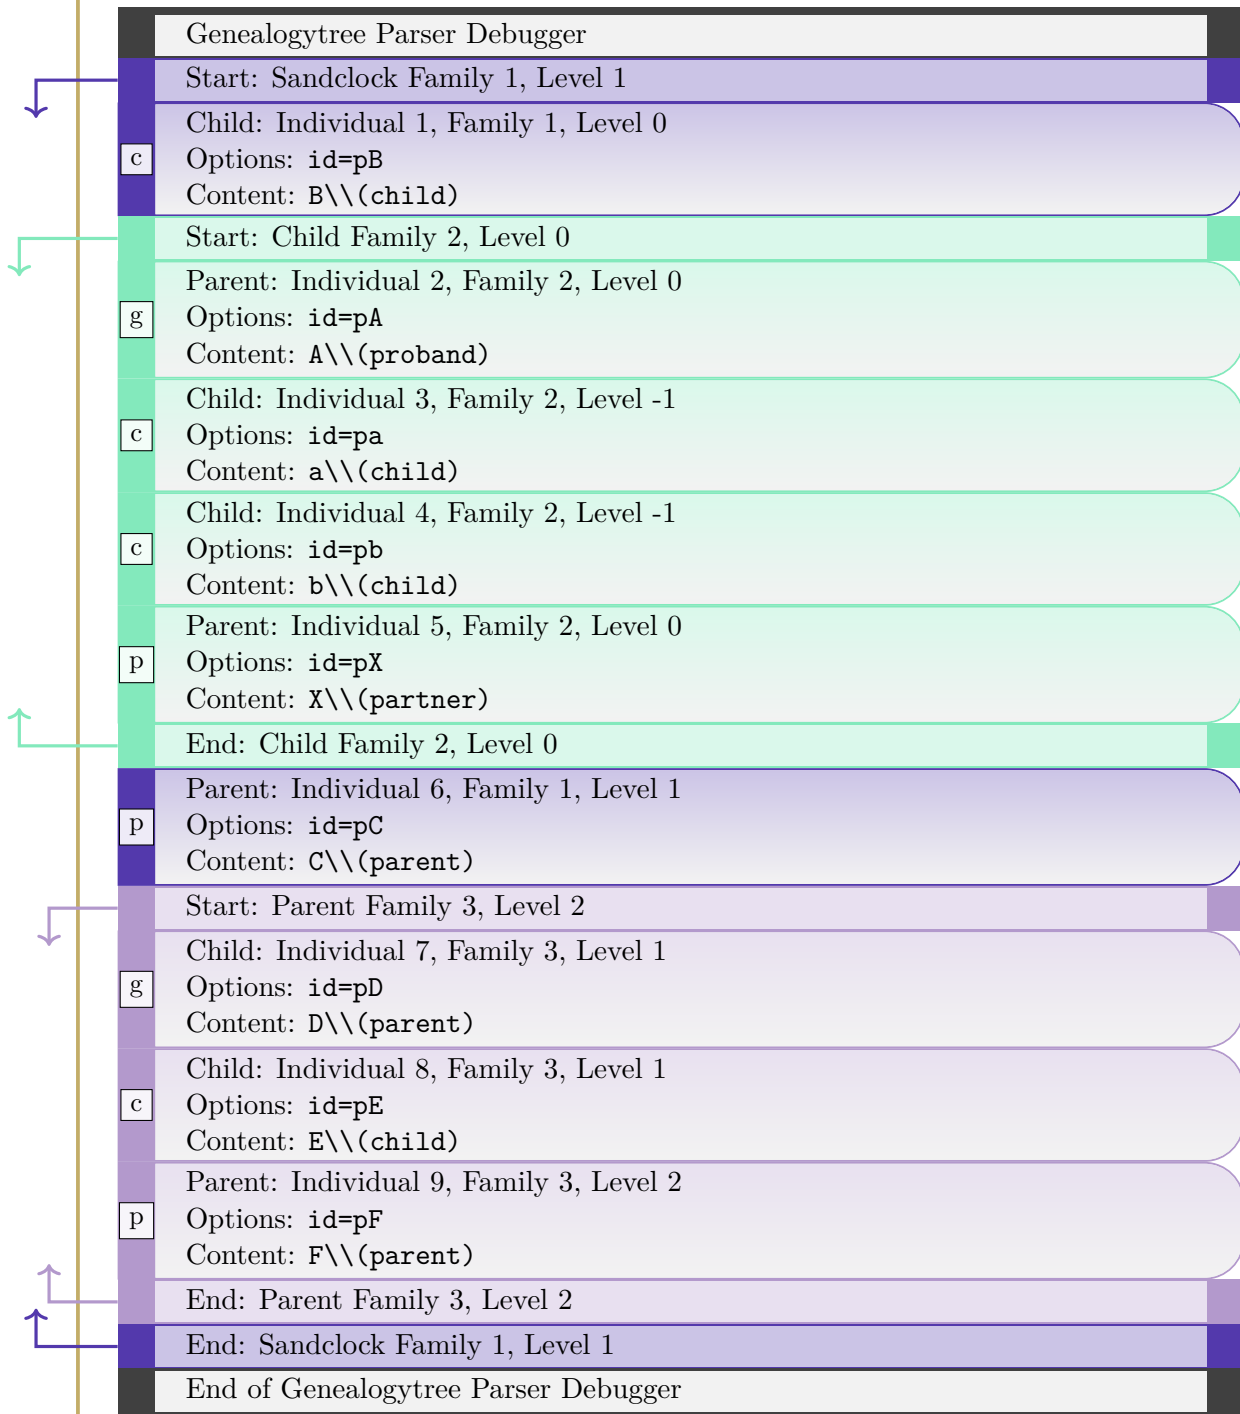 Genealogytree Parser Debugger
Start: Sandclock Family 1, Level 1
Child: Individual 1, Family 1, Level 0
c Options: id=pB
Content: B\\(child)
Start: Child Family 2, Level 0
Parent: Individual 2, Family 2, Level 0
g Options: id=pA
Content: A\\(proband)
Child: Individual 3, Family 2, Level -1
c Options: id=pa
Content: a\\(child)
Child: Individual 4, Family 2, Level -1
c Options: id=pb
Content: b\\(child)
Parent: Individual 5, Family 2, Level 0
p Options: id=pX
Content: X\\(partner)
End: Child Family 2, Level 0
Parent: Individual 6, Family 1, Level 1
p Options: id=pC
Content: C\\(parent)
Start: Parent Family 3, Level 2
Child: Individual 7, Family 3, Level 1
g Options: id=pD
Content: D\\(parent)
Child: Individual 8, Family 3, Level 1
c Options: id=pE
Content: E\\(child)
Parent: Individual 9, Family 3, Level 2
p Options: id=pF
Content: F\\(parent)
End: Parent Family 3, Level 2
End: Sandclock Family 1, Level 1
End of Genealogytree Parser Debugger